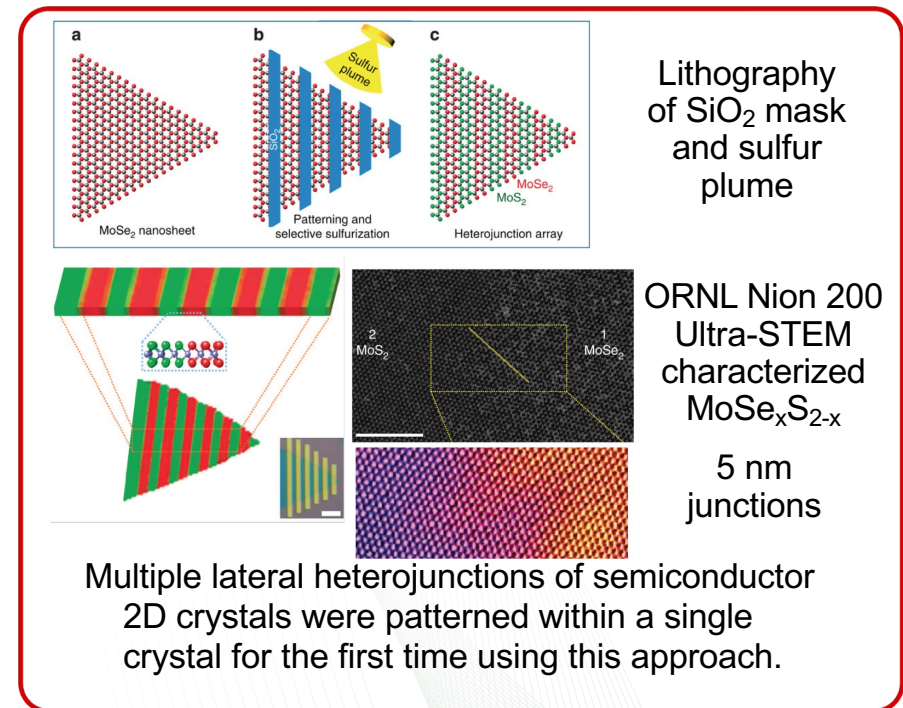 a
b
c
Sulfur
plume
SiO₂
MoSe₂
MoS₂
MoSe₂ nanosheet
Patterning and
selective sulfurization
Heterojunction array
Lithography
of SiO₂ mask
and sulfur
plume
2
MoS₂
1
MoSe₂
ORNL Nion 200
Ultra-STEM
characterized
MoSeₓS₂₋ₓ
5 nm
junctions
Multiple lateral heterojunctions of semiconductor
2D crystals were patterned within a single
crystal for the first time using this approach.